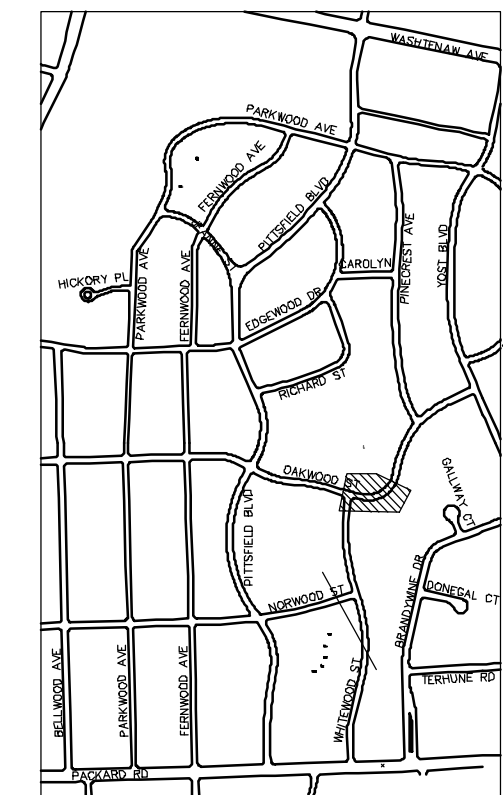 WASHTENAW AVE
PARKWOOD AVE
FERNWOOD AVE
PITTSFIELD BLVD
PINECREST AVE
YOST BLVD
CAROLYN
HICKORY PL
PARKWOOD AVE
FERNWOOD AVE
EDGEWOOD DR
RICHARD ST
OAKWOOD ST
GALLWAY CT
PITTSFIELD BLVD
BRANDYWINE DR
DONEGAL CT
NORWOOD ST
BELLWOOD AVE
PARKWOOD AVE
FERNWOOD AVE
WHITEWOOD ST
TERHUNE RD
PACKARD RD